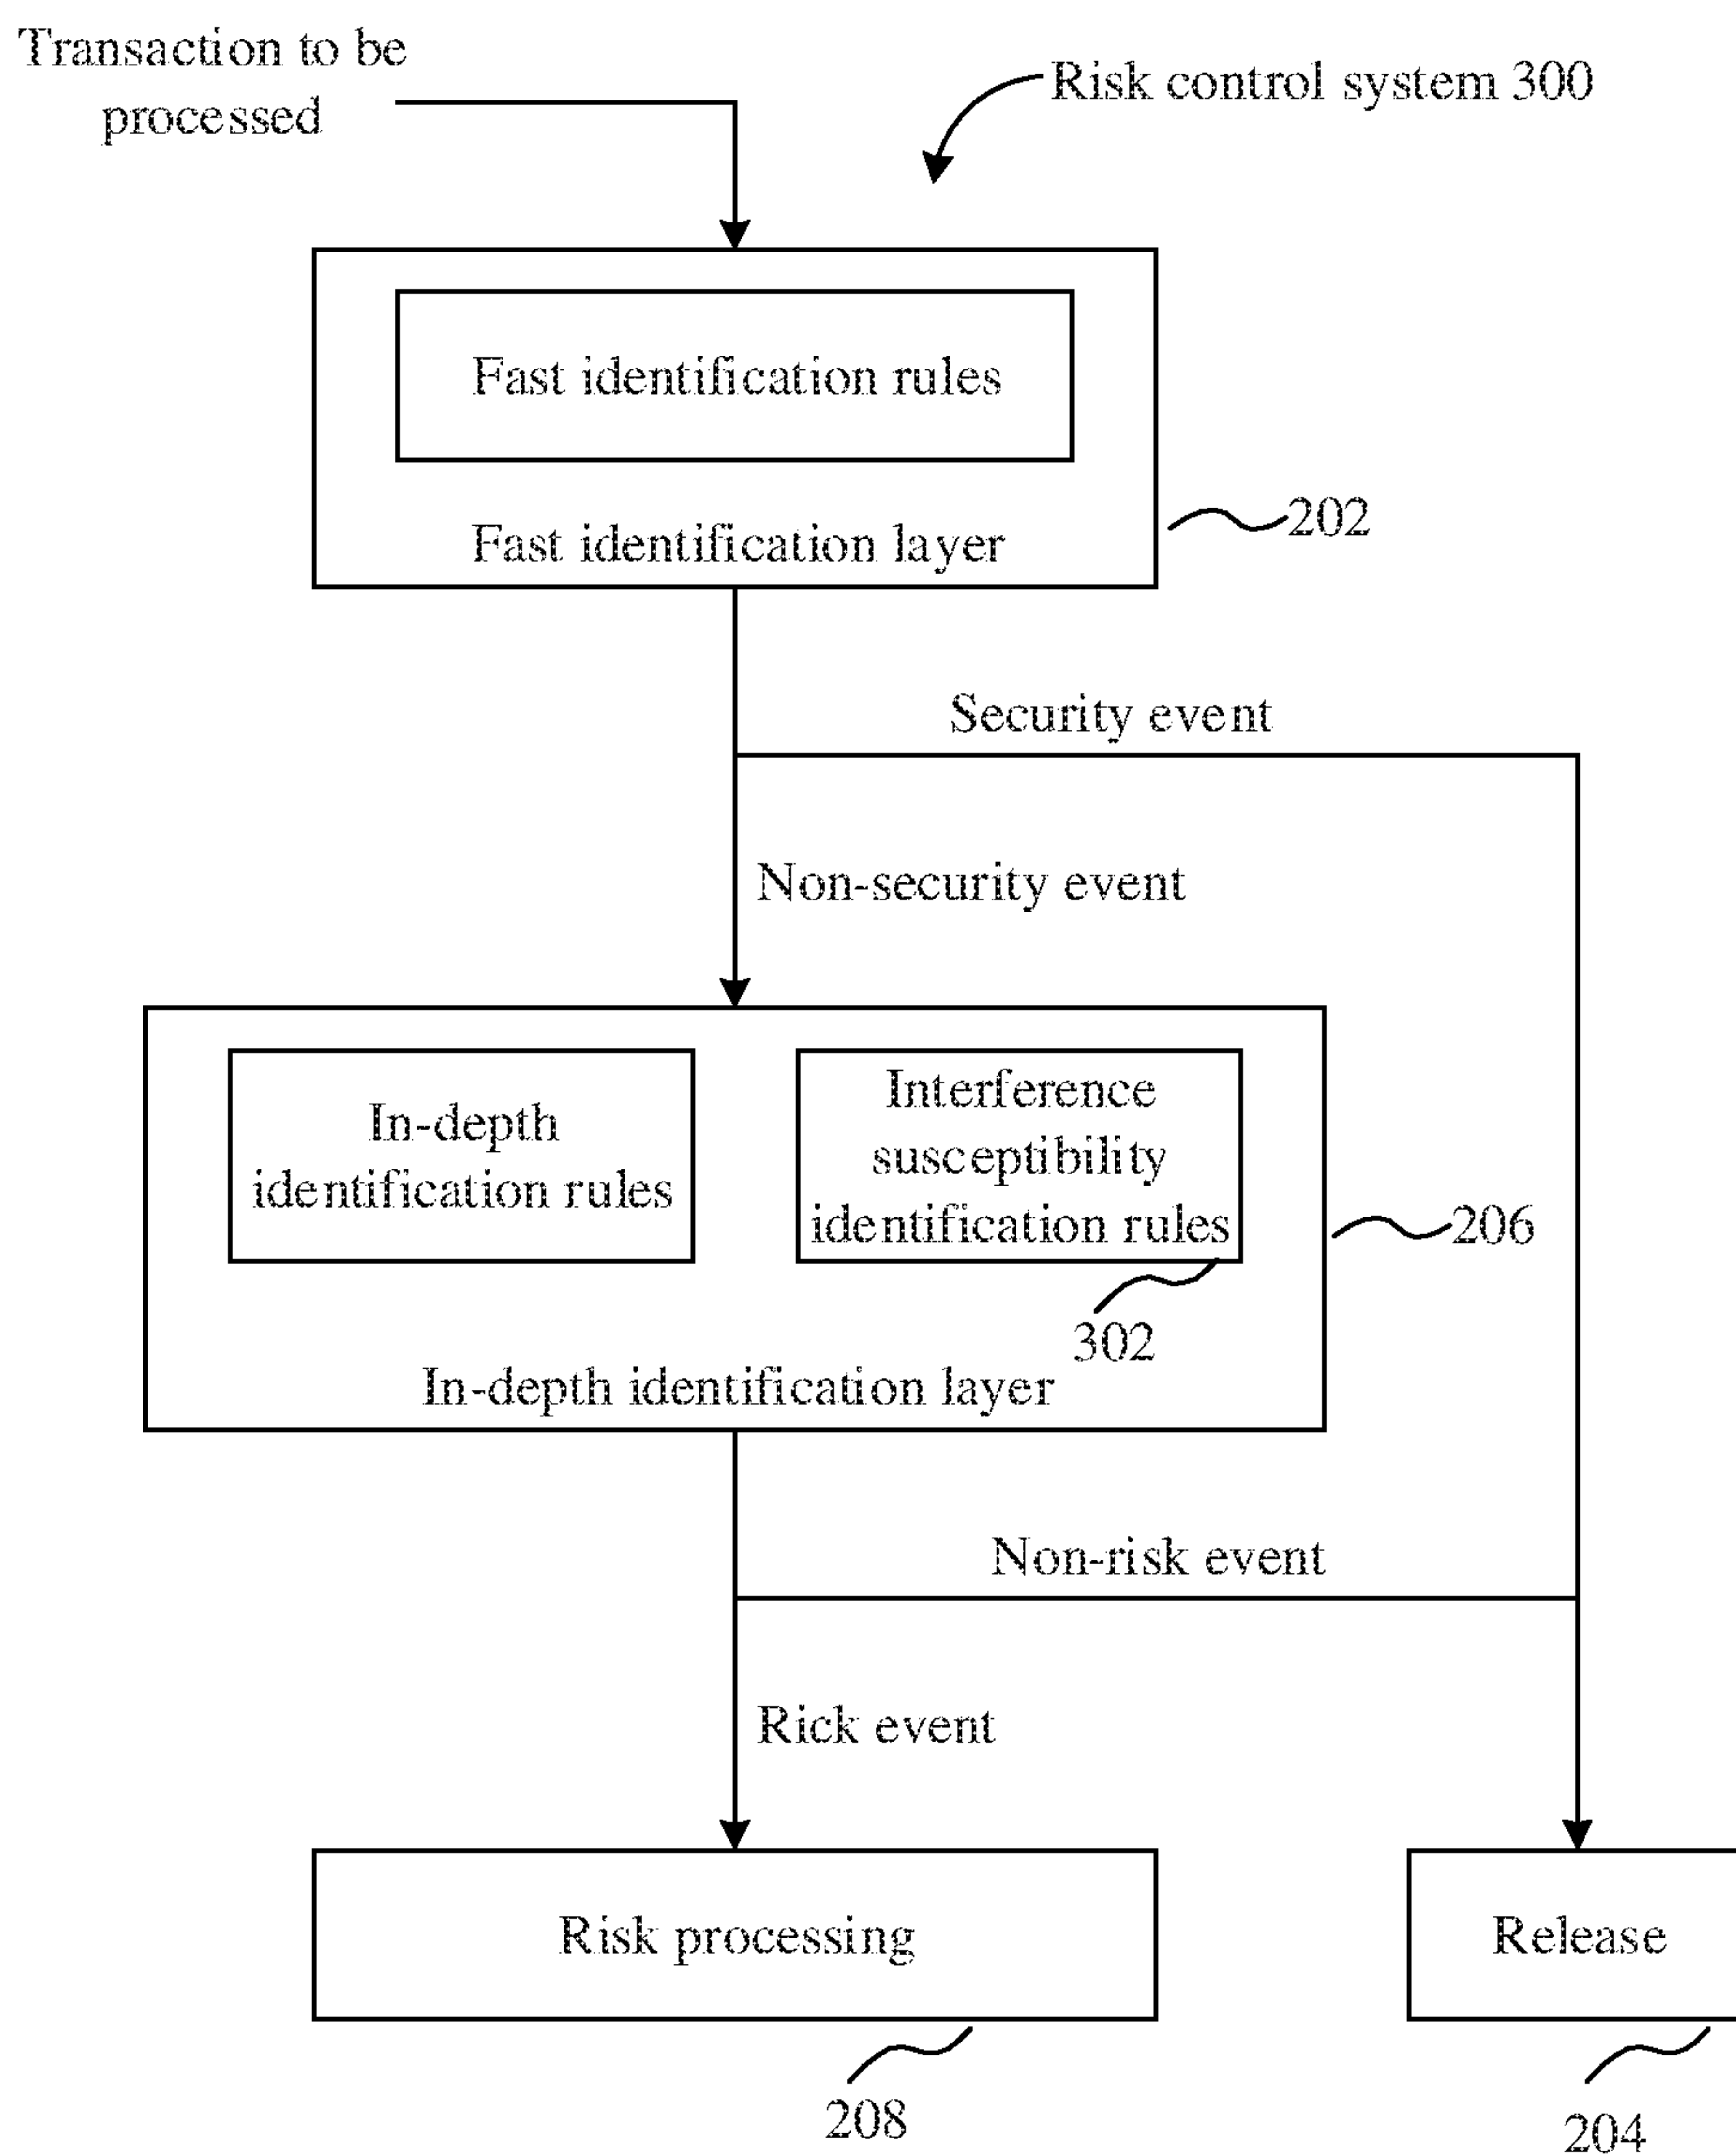 Transaction to be
processed
Risk control system 300
Fast identification rules
Fast identification layer
202
Security event
Non-security event
In-depth
identification rules
Interference
susceptibility
identification rules
206
302
In-depth identification layer
Non-risk event
Rick event
Risk processing
Release
208
204